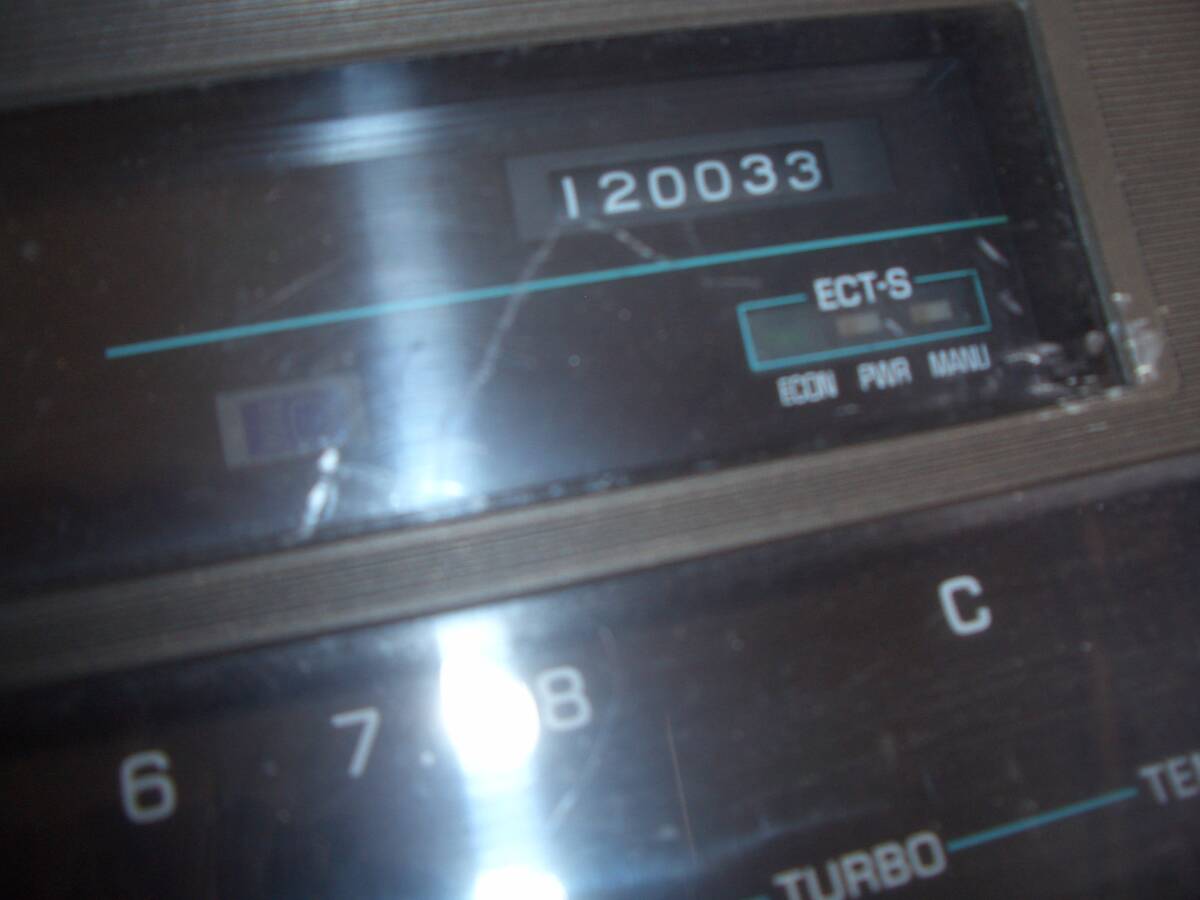 120033
ECT-S
ECON PWR MANU
C
6 7 8
TURBO